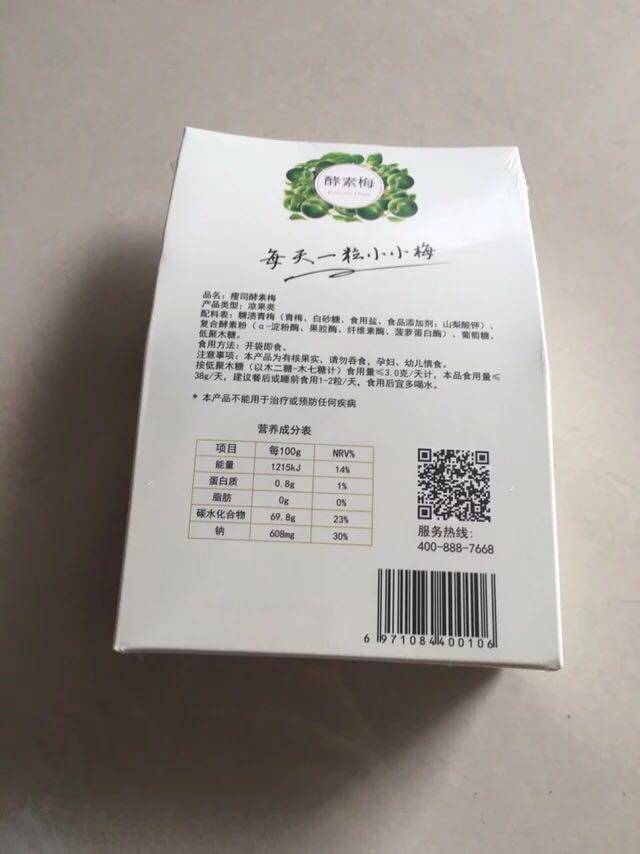 酵素梅
每天一粒小小梅
品名: 瘦司酵素梅
产品类型: 凉果类
配料表: 糖渍青梅（青梅、白砂糖、食用盐、食品添加剂: 山梨酸钾）、
复合酵素粉（α-淀粉酶、果胶酶、纤维素酶、菠萝蛋白酶）、葡萄糖、
低聚木糖。
食用方法: 开袋即食。
注意事项: 本产品为有核果实, 请勿吞食, 孕妇、幼儿慎食。
按低聚木糖（以木二糖-木七糖计）食用量≤3.0克/天计, 本品食用量≤
38g/天, 建议餐后或睡前食用1-2粒/天, 食用后宜多喝水。
* 本产品不能用于治疗或预防任何疾病
营养成分表
项目 每100g NRV%
能量 1215kJ 14%
蛋白质 0.8g 1%
脂肪 0g 0%
碳水化合物 69.8g 23%
钠 608mg 30%
服务热线:
400-888-7668
6 971084400106